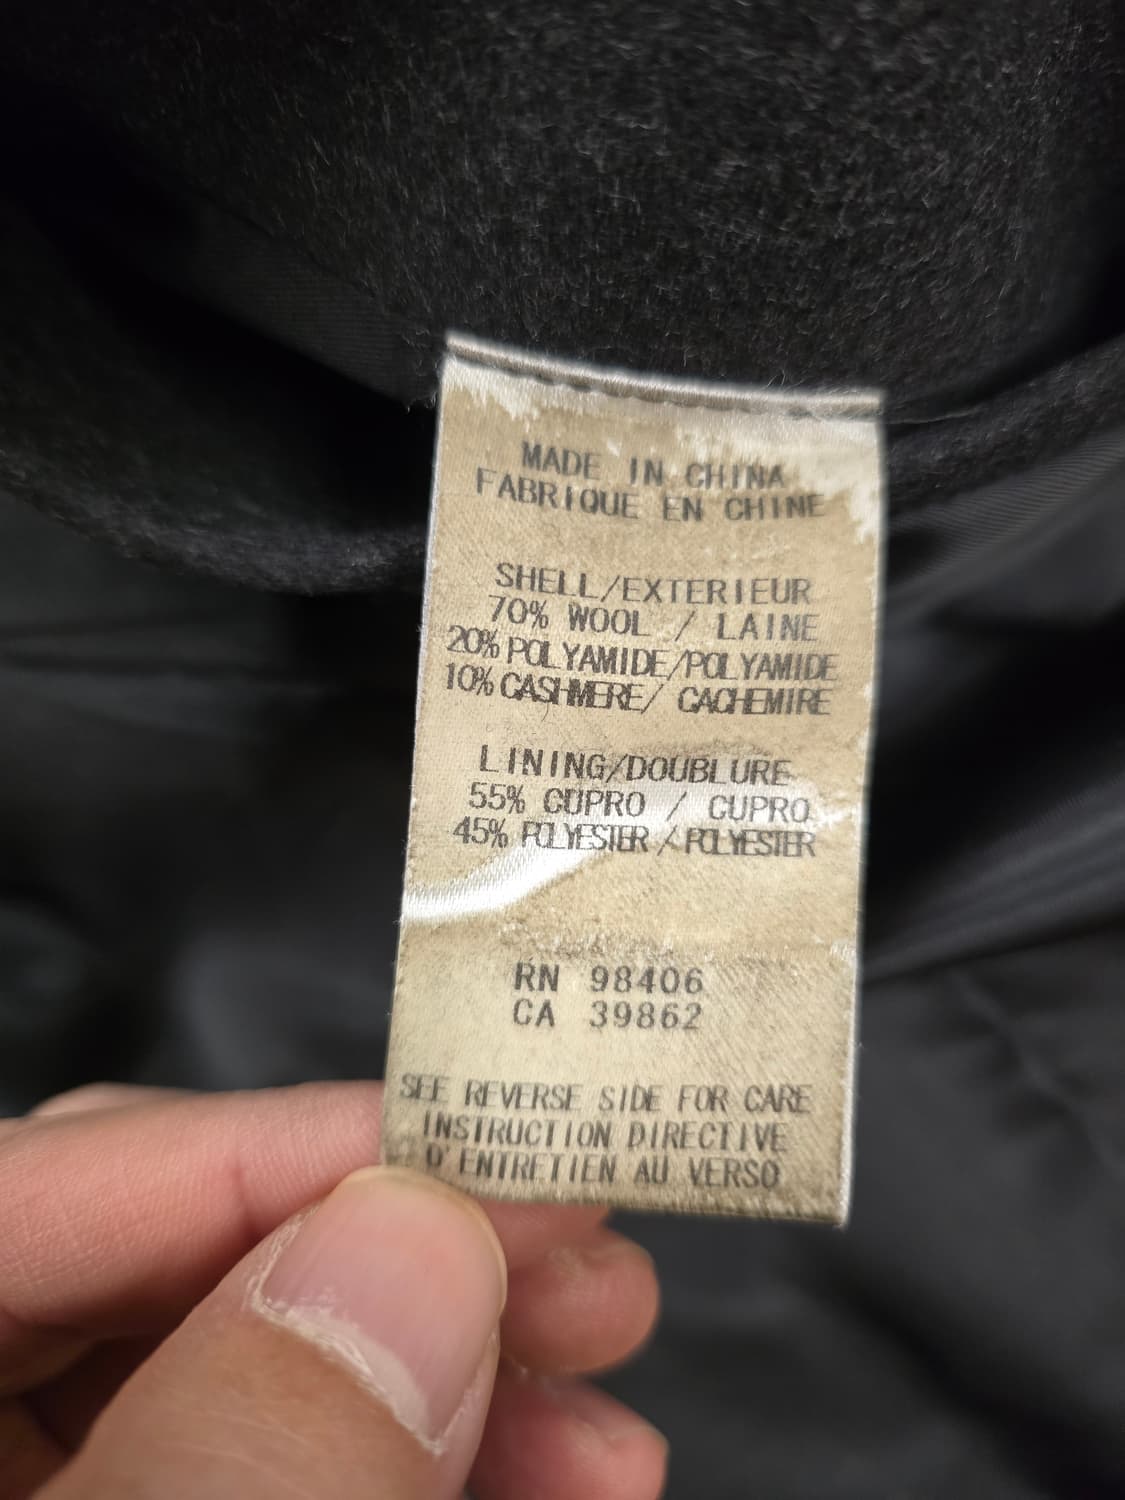 MADE IN CHINA
FABRIQUE EN CHINE
SHELL/EXTERIEUR
70% WOOL / LAINE
20% POLYAMIDE/POLYAMIDE
10% CASHMERE/ CACHEMIRE
LINING/DOUBLURE
55% CUPRO / CUPRO
45% POLYESTER / POLYESTER
RN 98406
CA 39862
SEE REVERSE SIDE FOR CARE
INSTRUCTION DIRECTIVE
D'ENTRETIEN AU VERSO